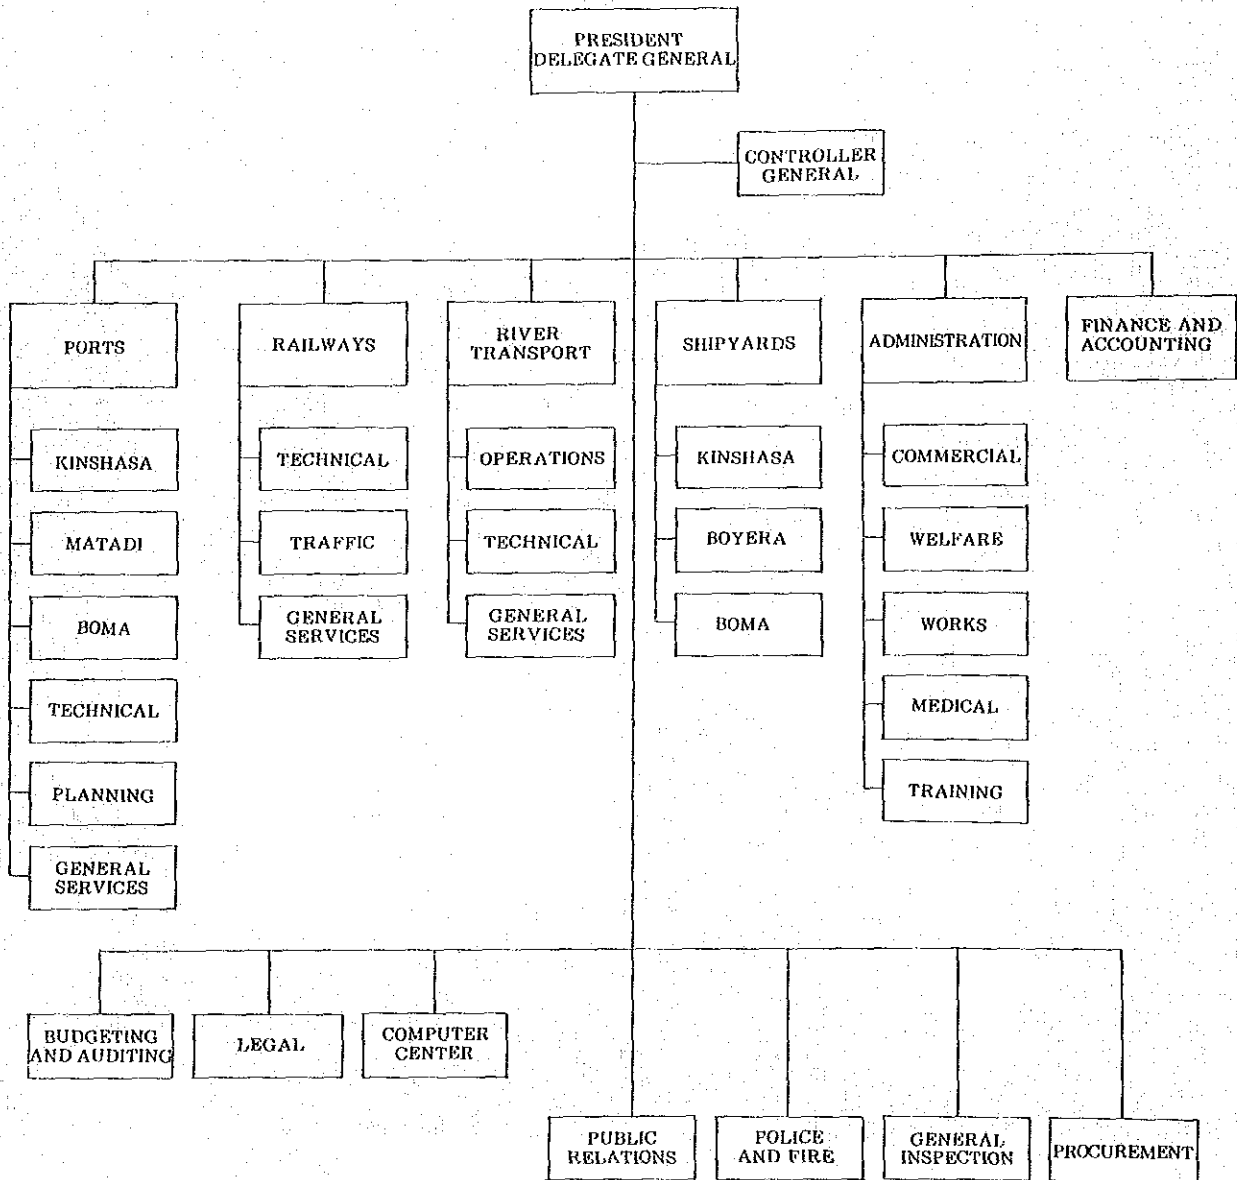 PRESIDENT
DELEGATE GENERAL
CONTROLLER
GENERAL
PORTS
RAILWAYS
RIVER
TRANSPORT
SHIPYARDS
ADMINISTRATION
FINANCE AND
ACCOUNTING
KINSHASA
MATADI
BOMA
TECHNICAL
PLANNING
GENERAL
SERVICES
TECHNICAL
TRAFFIC
GENERAL
SERVICES
OPERATIONS
TECHNICAL
GENERAL
SERVICES
KINSHASA
BOYERA
BOMA
COMMERCIAL
WELFARE
WORKS
MEDICAL
TRAINING
BUDGETING
AND AUDITING
LEGAL
COMPUTER
CENTER
PUBLIC
RELATIONS
POLICE
AND FIRE
GENERAL
INSPECTION
PROCUREMENT